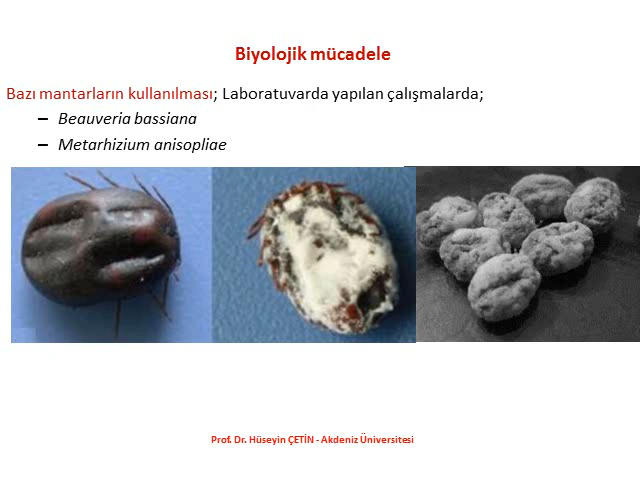 Biyolojik mücadele
Bazı mantarların kullanılması; Laboratuvarda yapılan çalışmalarda;
– Beauveria bassiana
– Metarhizium anisopliae
Prof. Dr. Hüseyin ÇETİN - Akdeniz Üniversitesi